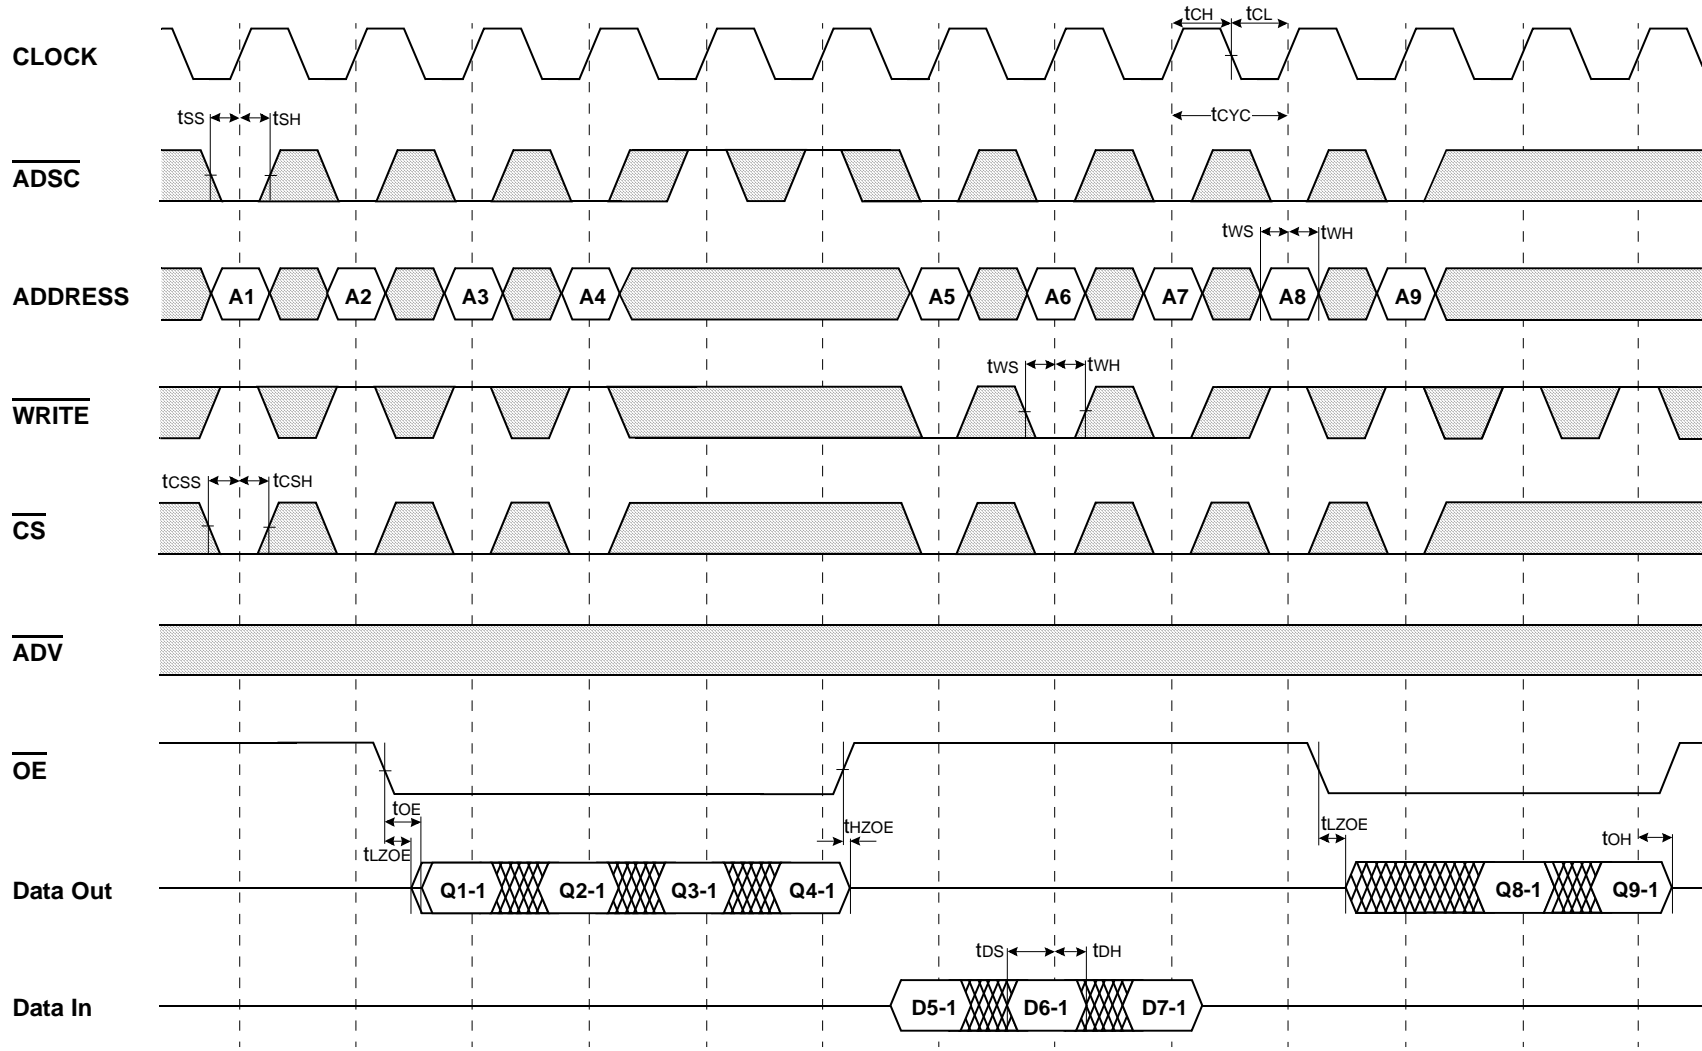 tCH tCL
CLOCK
tSS tSH tCYC
ADSC
tWS tWH
ADDRESS A1 A2 A3 A4 A5 A6 A7 A8 A9
tWS tWH
WRITE
tCSS tCSH
CS
ADV
OE
tOE tHZOE tLZOE tOH
tLZOE
Data Out Q1-1 Q2-1 Q3-1 Q4-1 Q8-1 Q9-1
tDS tDH
Data In D5-1 D6-1 D7-1